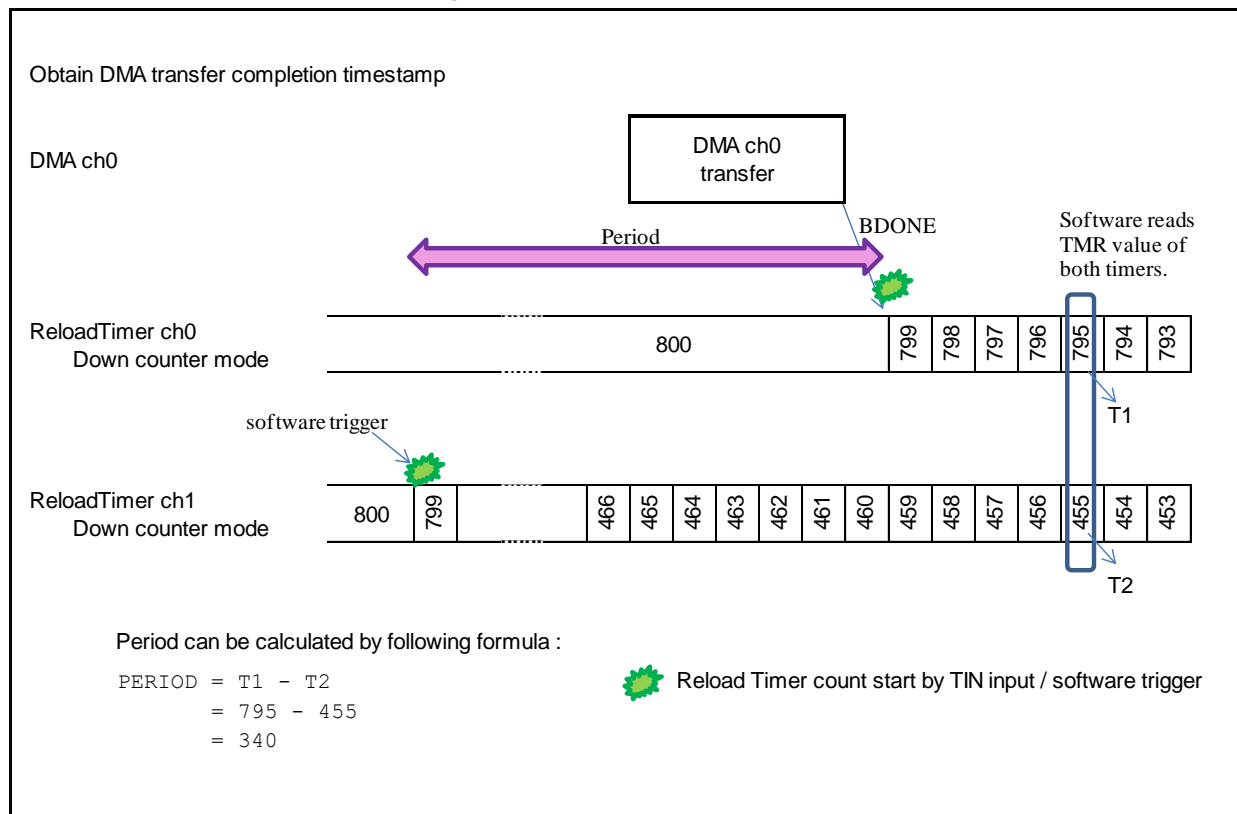 Obtain DMA transfer completion timestamp
DMA ch0
DMA ch0
transfer
Period
BDONE
Software reads
TMR value of
both timers.
ReloadTimer ch0
Down counter mode
800
799
798
797
796
795
794
793
T1
software trigger
ReloadTimer ch1
Down counter mode
800
799
466
465
464
463
462
461
460
459
458
457
456
455
454
453
T2
Period can be calculated by following formula :
PERIOD = T1 - T2
= 795 - 455
= 340
Reload Timer count start by TIN input / software trigger